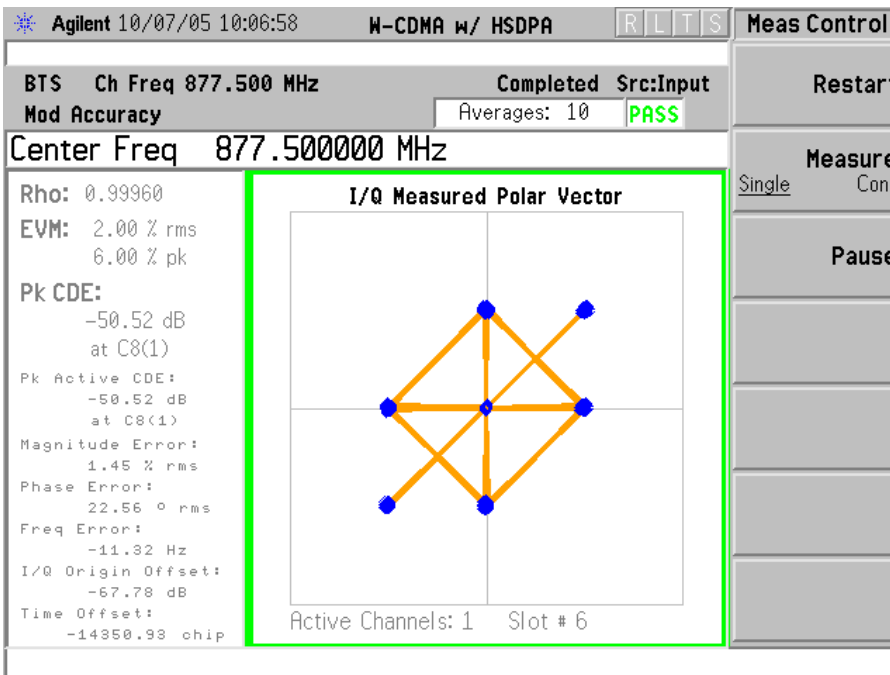 Agilent 10/07/05 10:06:58 W-CDMA w/ HSDPA R L T S Meas Control
BTS Ch Freq 877.500 MHz Completed Src:Input
Mod Accuracy Averages: 10 PASS
Center Freq 877.500000 MHz
Rho: 0.99960
EVM: 2.00 % rms
6.00 % pk
Pk CDE:
-50.52 dB
at C8(1)
Pk Active CDE:
-50.52 dB
at C8(1)
Magnitude Error:
1.45 % rms
Phase Error:
22.56 º rms
Freq Error:
-11.32 Hz
I/Q Origin Offset:
-67.78 dB
Time Offset:
-14350.93 chip
I/Q Measured Polar Vector
Active Channels: 1 Slot # 6
Restart
Measure
Single Con
Pause